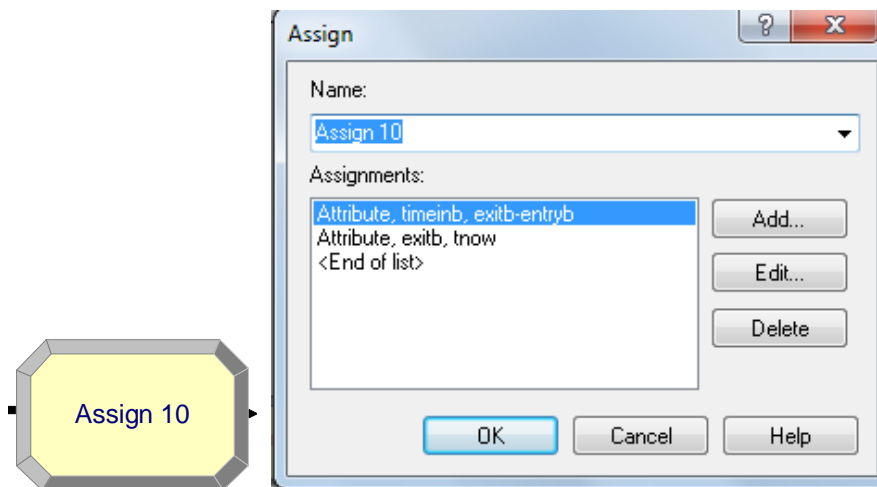 Assign
Name:
Assign 10
Assignments:
Attribute, timeinb, exitb-entryb
Attribute, exitb, tnow
<End of list>
Add...
Edit...
Delete
OK
Cancel
Help
Assign 10